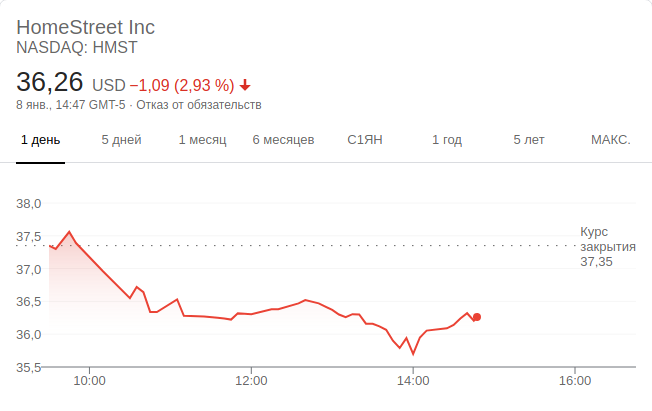 HomeStreet Inc
NASDAQ: HMST
36,26 USD −1,09 (2,93 %)
8 янв., 14:47 GMT-5 · Отказ от обязательств
1 день 5 дней 1 месяц 6 месяцев С1ЯН 1 год 5 лет МАКС.
38,0
37,5
37,0
36,5
36,0
35,5
Курс
закрытия
37,35
10:00 12:00 14:00 16:00